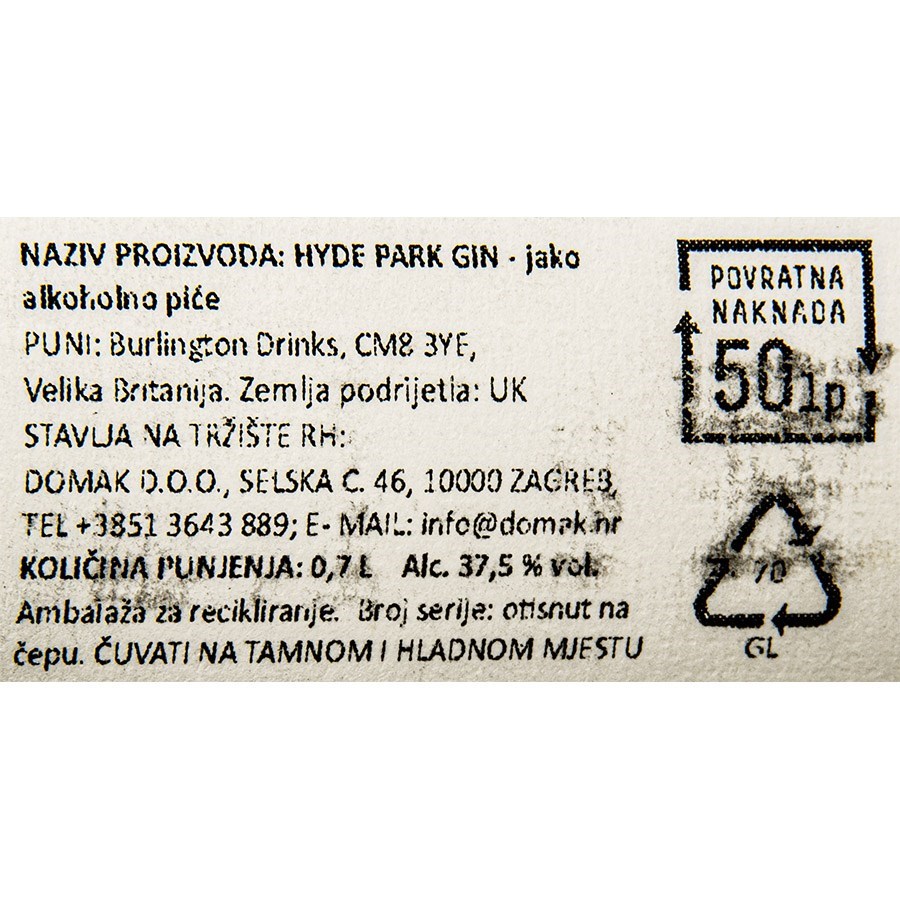 NAZIV PROIZVODA: HYDE PARK GIN - jako
alkoholno piće
PUNI: Burlington Drinks, CM8 3YE,
Velika Britanija. Zemlja podrijetla: UK
STAVLJA NA TRŽIŠTE RH:
DOMAK D.O.O., SELSKA C. 46, 10000 ZAGREB,
TEL +3851 3643 889; E- MAIL: info@domak.hr
KOLIČINA PUNJENJA: 0,7 L Alc. 37,5 % vol.
Ambalaža za recikliranje. Broj serije: otisnut na
čepu. ČUVATI NA TAMNOM I HLADNOM MJESTU
POVRATNA
NAKNADA
50 lp
70
GL